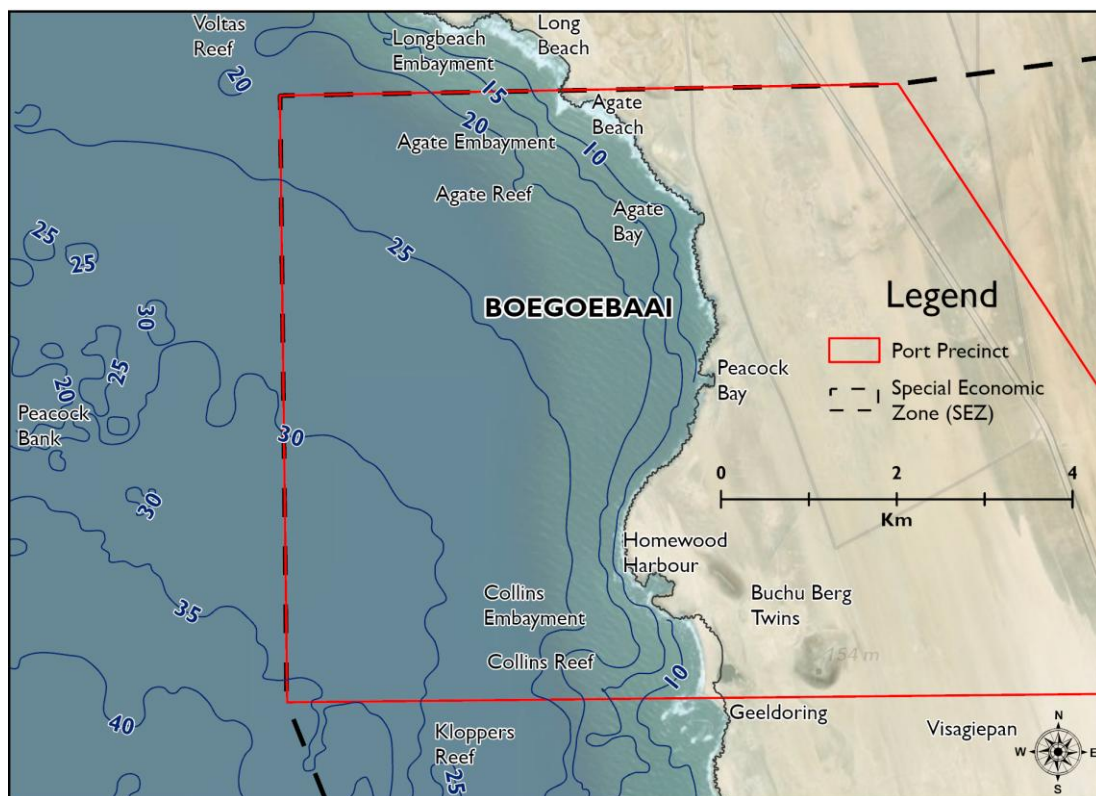 Voltas
Reef
Longbeach
Embayment
Long
Beach
20
15
Agate
Beach
20
10
Agate Embayment
Agate Reef
Agate
Bay
25
25
25
BOEGOEBAAI
Legend
Port Precinct
Special Economic
Zone (SEZ)
30
25
20
Peacock
Bank
Peacock
Bay
30
0
2
4
Km
30
Homewood
Harbour
Collins
Embayment
Buchu Berg
Twins
35
Collins Reef
154 m
10
40
Geeldoring
Kloppers
Reef
Visagiepan
25
N
W
E
S